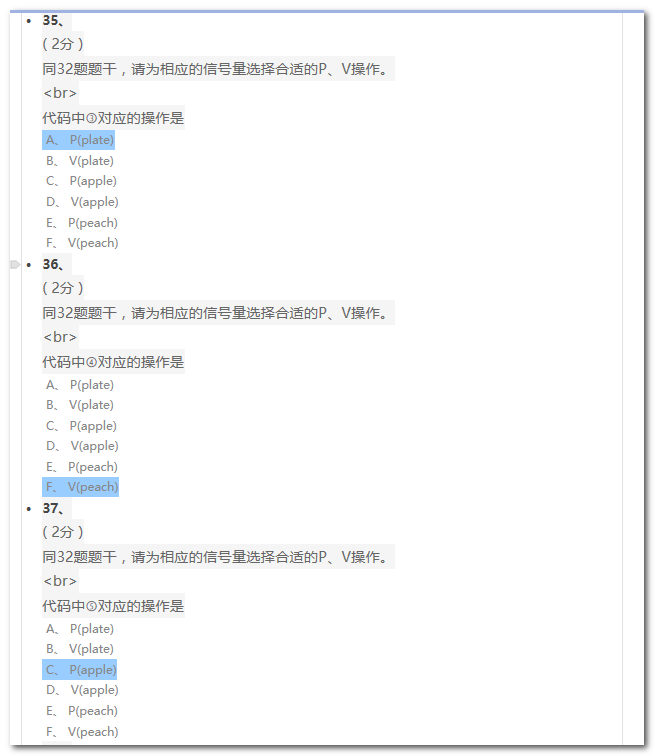 35、
( 2分 )
同32题题干，请为相应的信号量选择合适的P、V操作。
<br>
代码中③对应的操作是
A、 P(plate)
B、 V(plate)
C、 P(apple)
D、 V(apple)
E、 P(peach)
F、 V(peach)
36、
( 2分 )
同32题题干，请为相应的信号量选择合适的P、V操作。
<br>
代码中④对应的操作是
A、 P(plate)
B、 V(plate)
C、 P(apple)
D、 V(apple)
E、 P(peach)
F、 V(peach)
37、
( 2分 )
同32题题干，请为相应的信号量选择合适的P、V操作。
<br>
代码中⑤对应的操作是
A、 P(plate)
B、 V(plate)
C、 P(apple)
D、 V(apple)
E、 P(peach)
F、 V(peach)